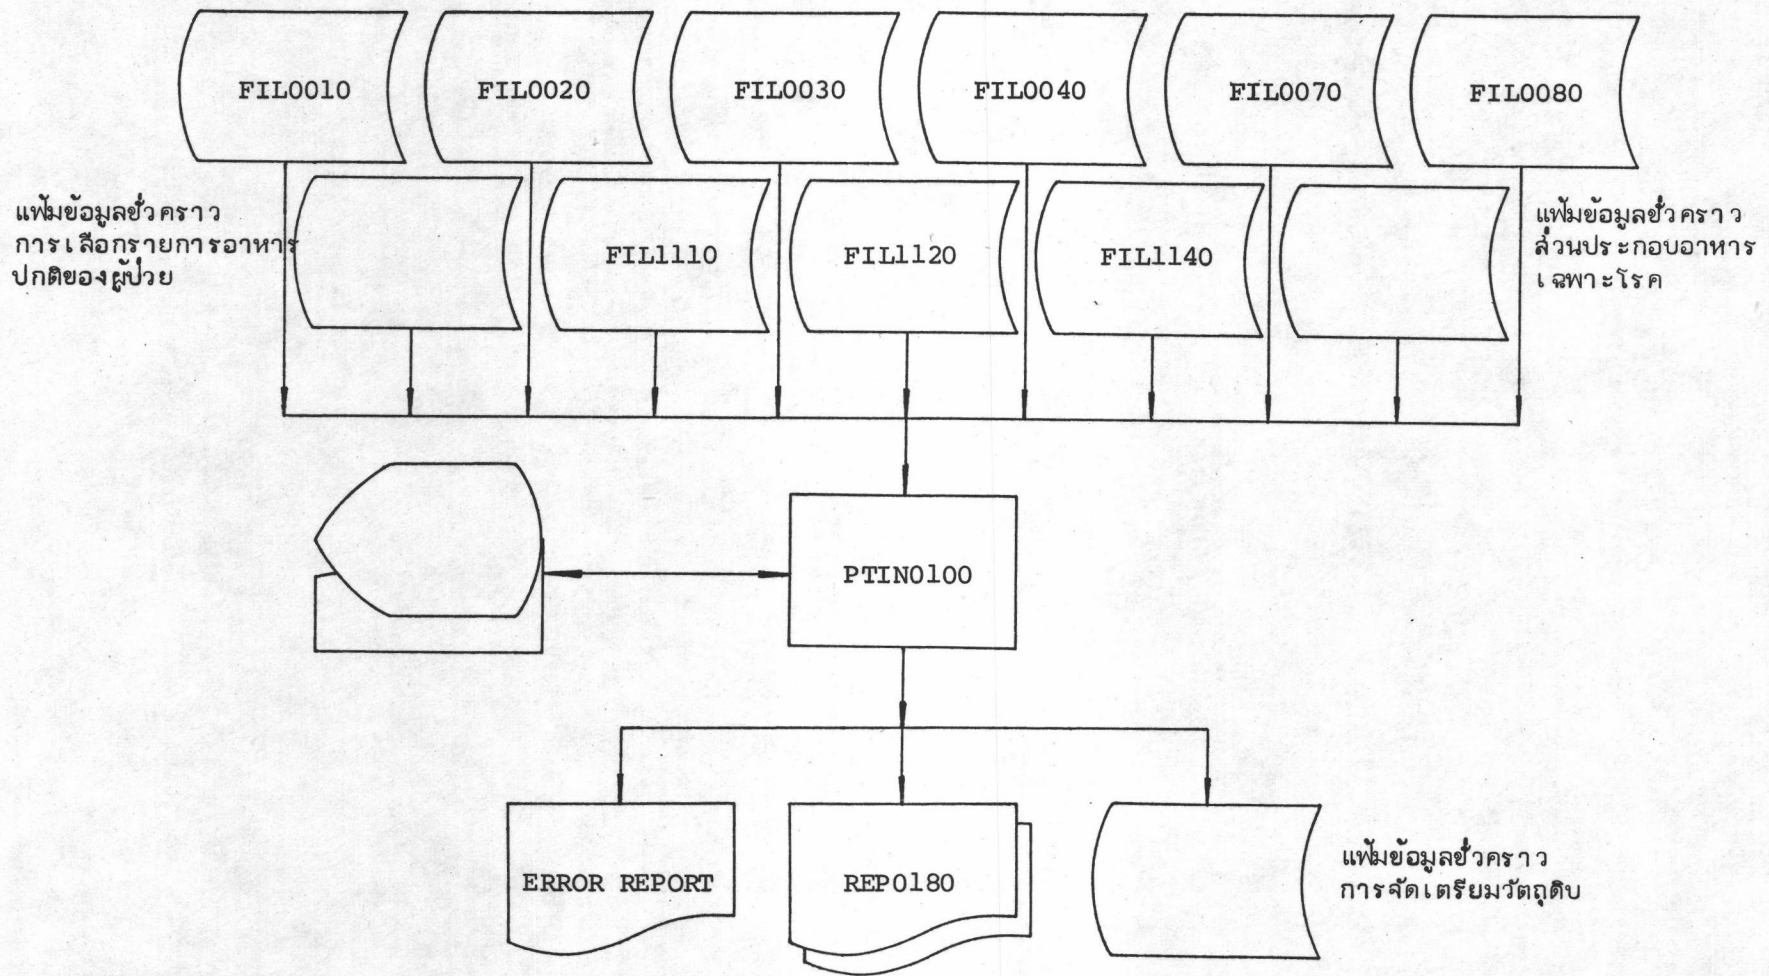 FIL0010
FIL0020
FIL0030
FIL0040
FIL0070
FIL0080
แฟ้มข้อมูลชั่วคราว
การเลือกรายการอาหาร
ปกติของผู้ป่วย
FIL1110
FIL1120
FIL1140
แฟ้มข้อมูลชั่วคราว
ส่วนประกอบอาหาร
เฉพาะโรค
PTIN0100
ERROR REPORT
REP0180
แฟ้มข้อมูลชั่วคราว
การจัดเตรียมวัตถุดิบ